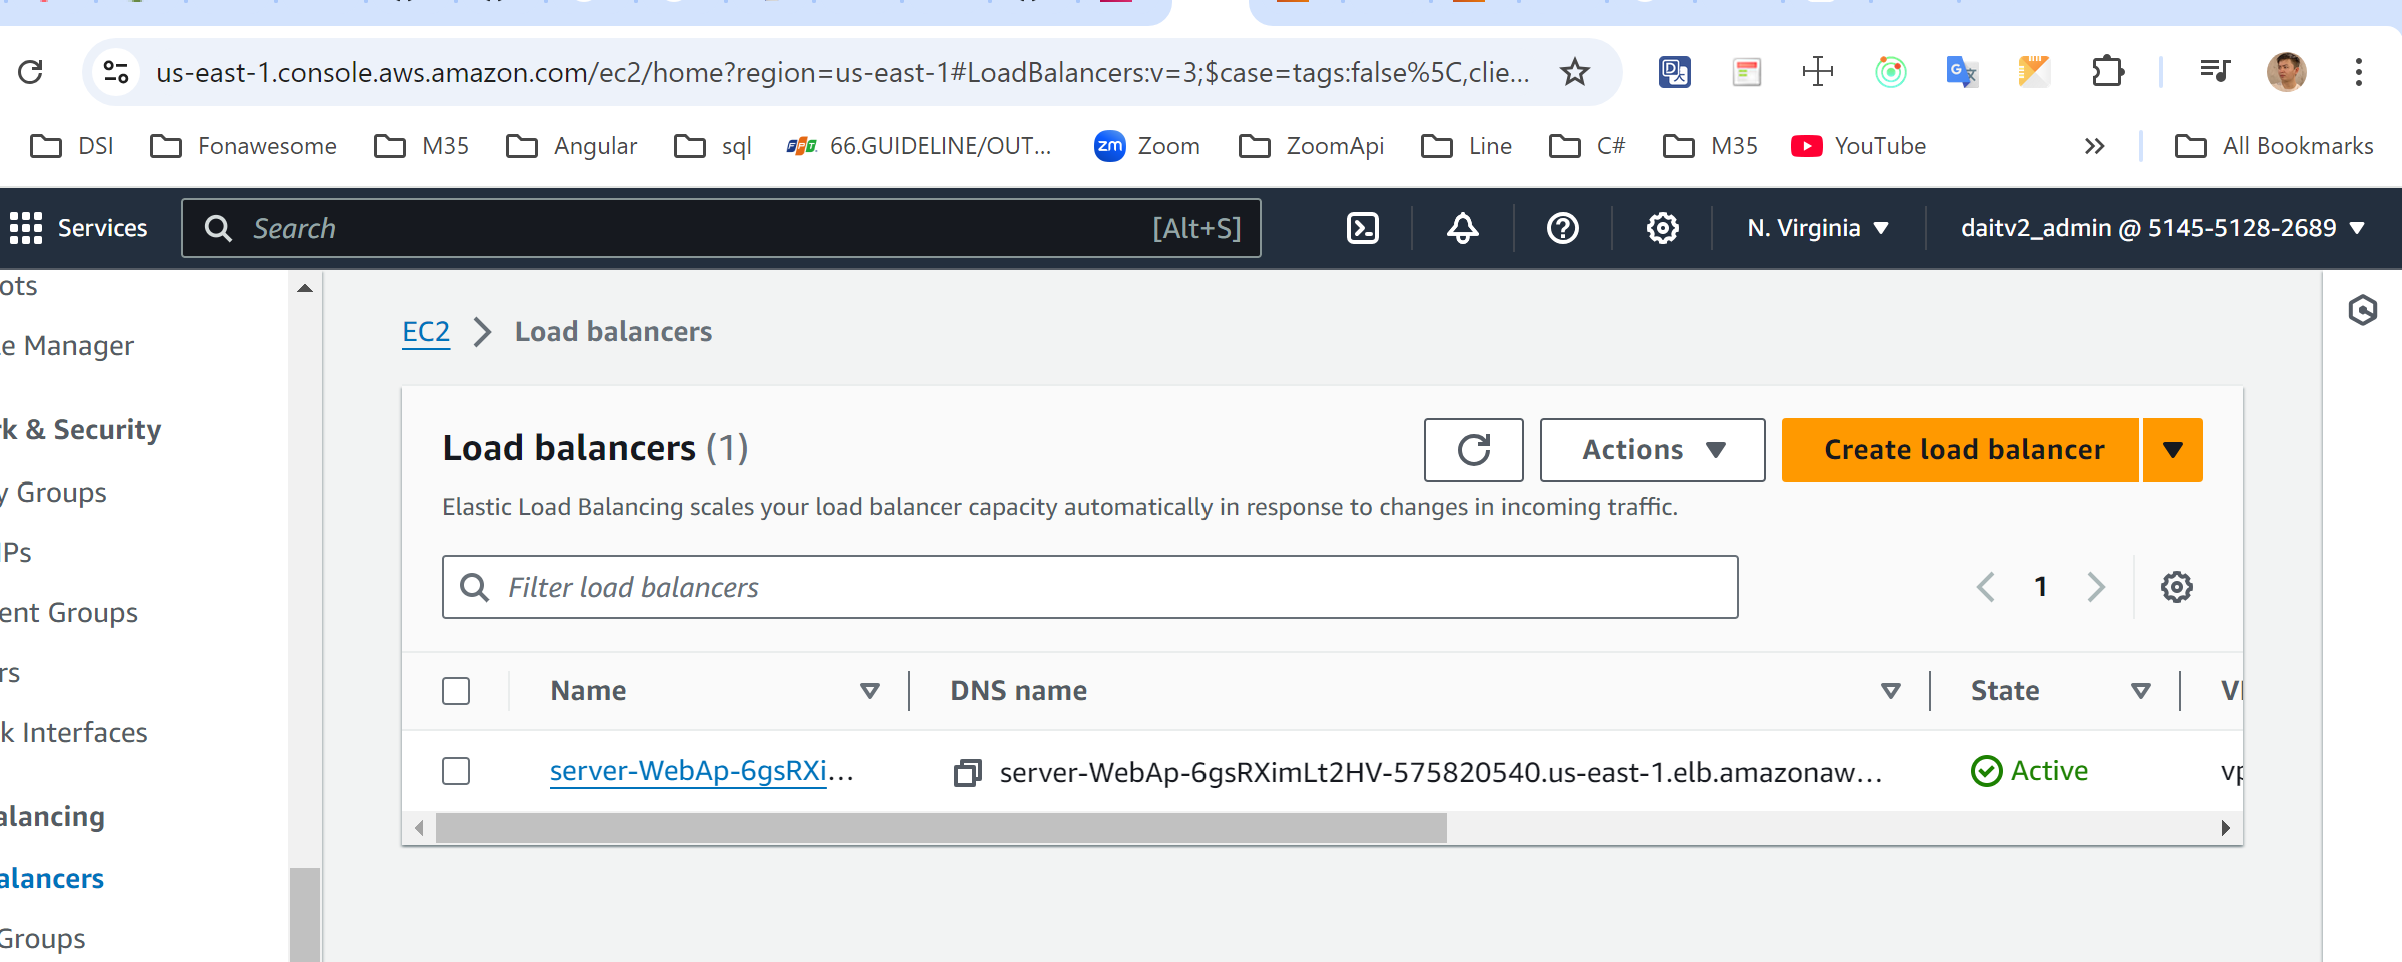 us-east-1.console.aws.amazon.com/ec2/home?region=us-east-1#LoadBalancers:v=3;$case=tags:false%5C,clie...
DSI Fonawesome M35 Angular sql FPT 66.GUIDELINE/OUT... zm Zoom ZoomApi Line C# M35 YouTube All Bookmarks
Services Search [Alt+S] N. Virginia daitv2_admin @ 5145-5128-2689
ots
e Manager
k & Security
y Groups
IPs
ent Groups
rs
k Interfaces
alancing
alancers
Groups
EC2 Load balancers
Load balancers (1)
Actions
Create load balancer
Elastic Load Balancing scales your load balancer capacity automatically in response to changes in incoming traffic.
Filter load balancers
1
Name DNS name State V
server-WebAp-6gsRXi... server-WebAp-6gsRXimLt2HV-575820540.us-east-1.elb.amazonaw... Active vp